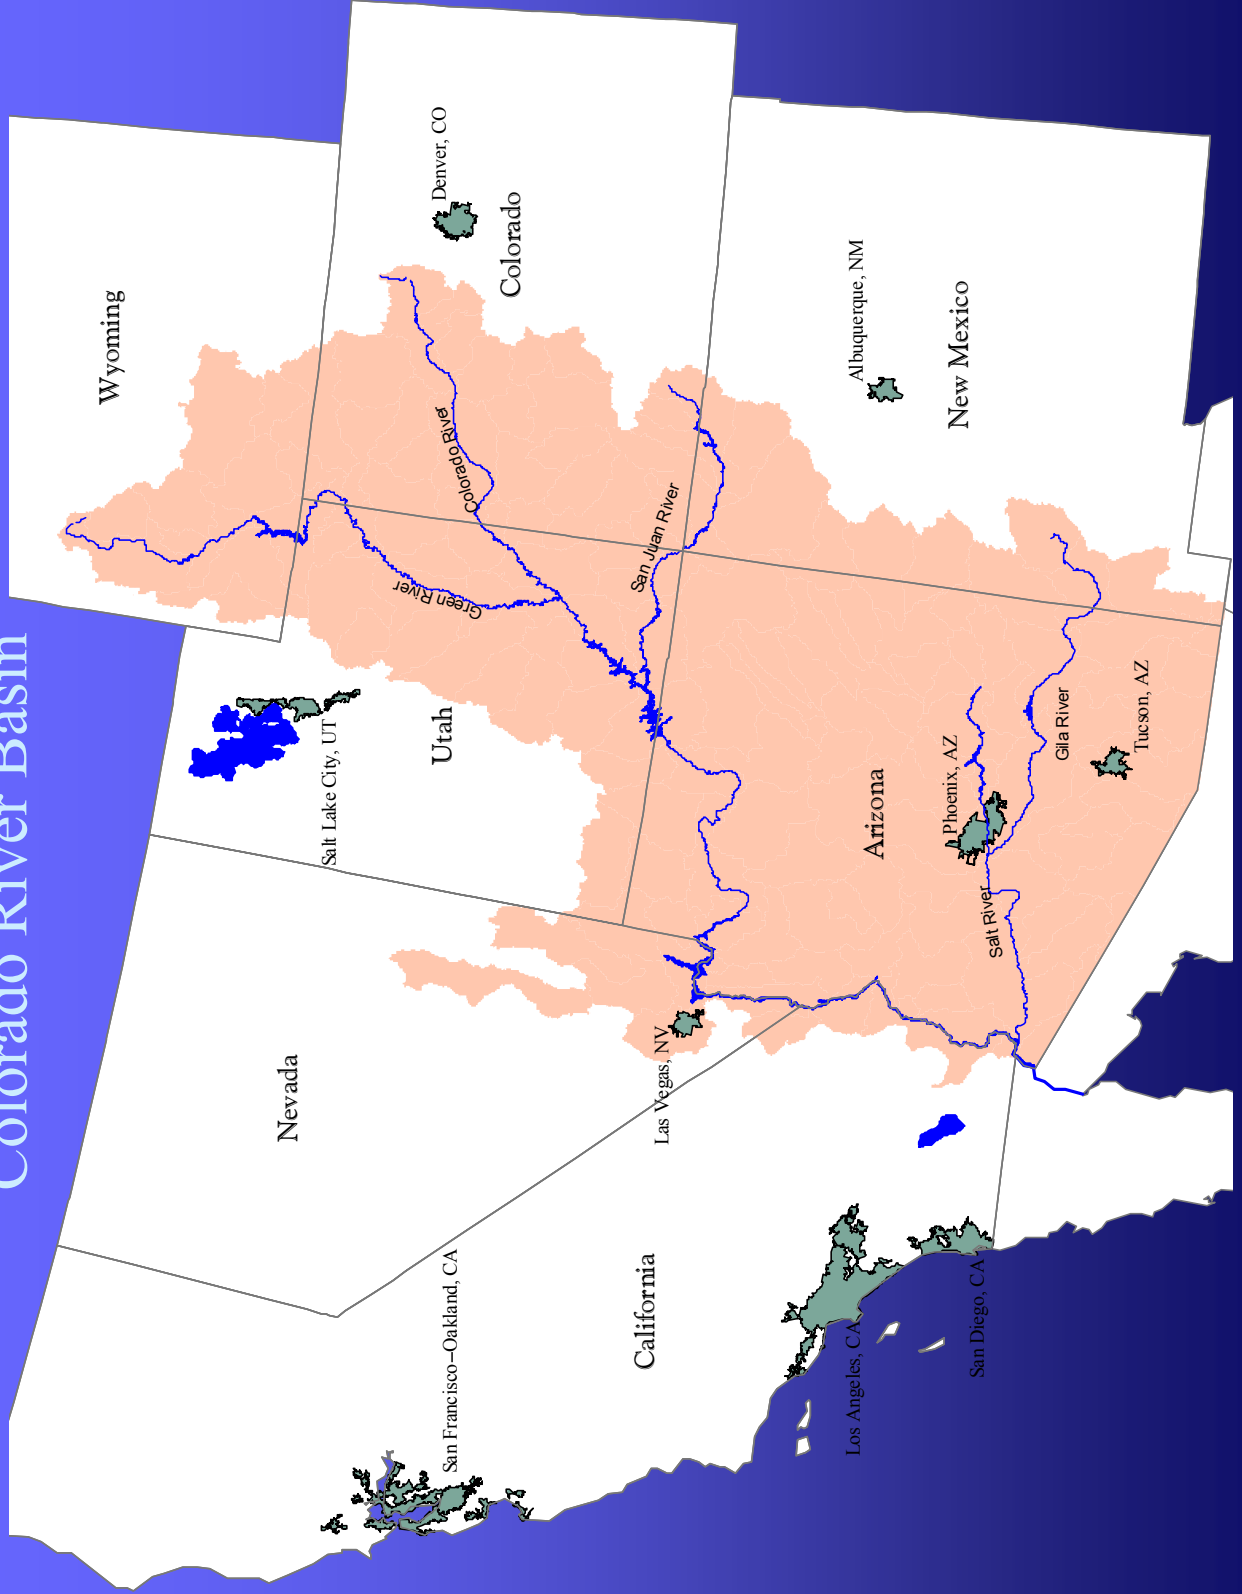 Colorado River Basin
Wyoming
Salt Lake City, UT
Nevada
Green River
Denver, CO
Colorado River
Utah
Colorado
San Francisco–Oakland, CA
San Juan River
California
Las Vegas, NV
Albuquerque, NM
Arizona
Los Angeles, CA
New Mexico
Phoenix, AZ
Salt River
San Diego, CA
Gila River
Tucson, AZ